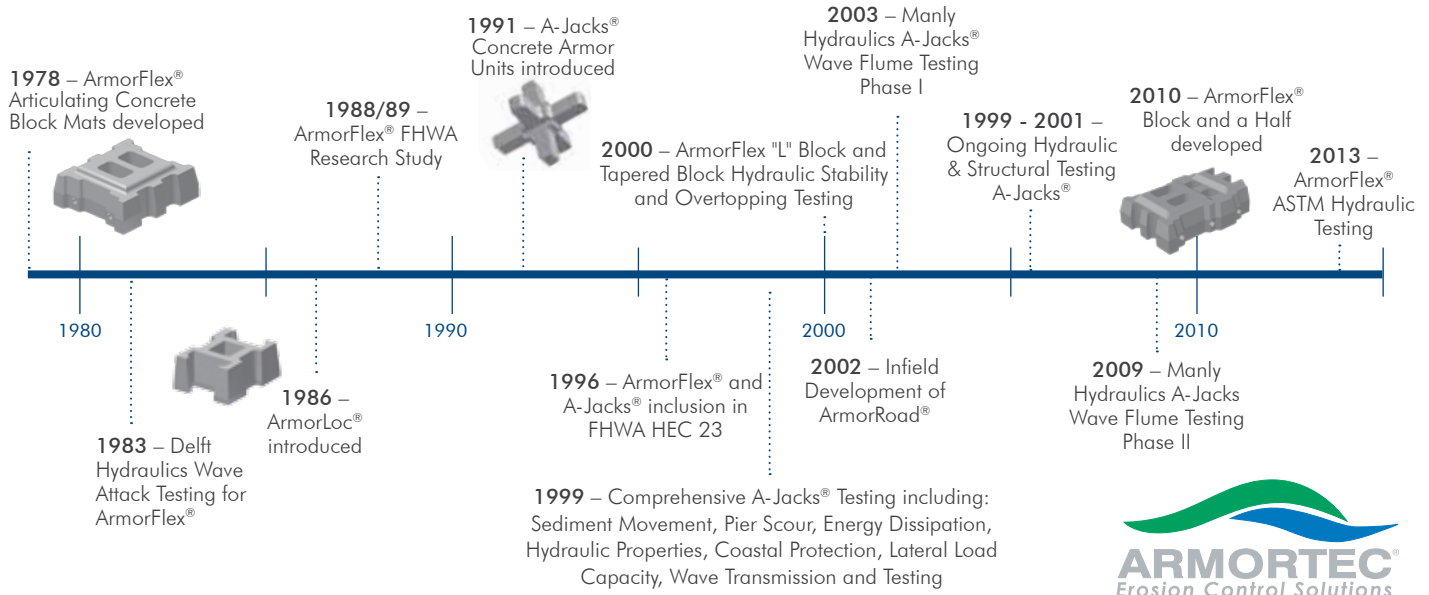 1978 – ArmorFlex®
Articulating Concrete
Block Mats developed
1988/89 –
ArmorFlex® FHWA
Research Study
1991 – A-Jacks®
Concrete Armor
Units introduced
2000 – ArmorFlex "L" Block and
Tapered Block Hydraulic Stability
and Overtopping Testing
2003 – Manly
Hydraulics A-Jacks®
Wave Flume Testing
Phase I
1999 - 2001 –
Ongoing Hydraulic
& Structural Testing
A-Jacks®
2010 – ArmorFlex®
Block and a Half
developed
2013 –
ArmorFlex®
ASTM Hydraulic
Testing
1980
1990
2000
2010
1983 – Delft
Hydraulics Wave
Attack Testing for
ArmorFlex®
1986 –
ArmorLoc®
introduced
1996 – ArmorFlex® and
A-Jacks® inclusion in
FHWA HEC 23
1999 – Comprehensive A-Jacks® Testing including:
Sediment Movement, Pier Scour, Energy Dissipation,
Hydraulic Properties, Coastal Protection, Lateral Load
Capacity, Wave Transmission and Testing
2002 – Infield
Development of
ArmorRoad®
2009 – Manly
Hydraulics A-Jacks
Wave Flume Testing
Phase II
ARMORTEC®
Erosion Control Solutions